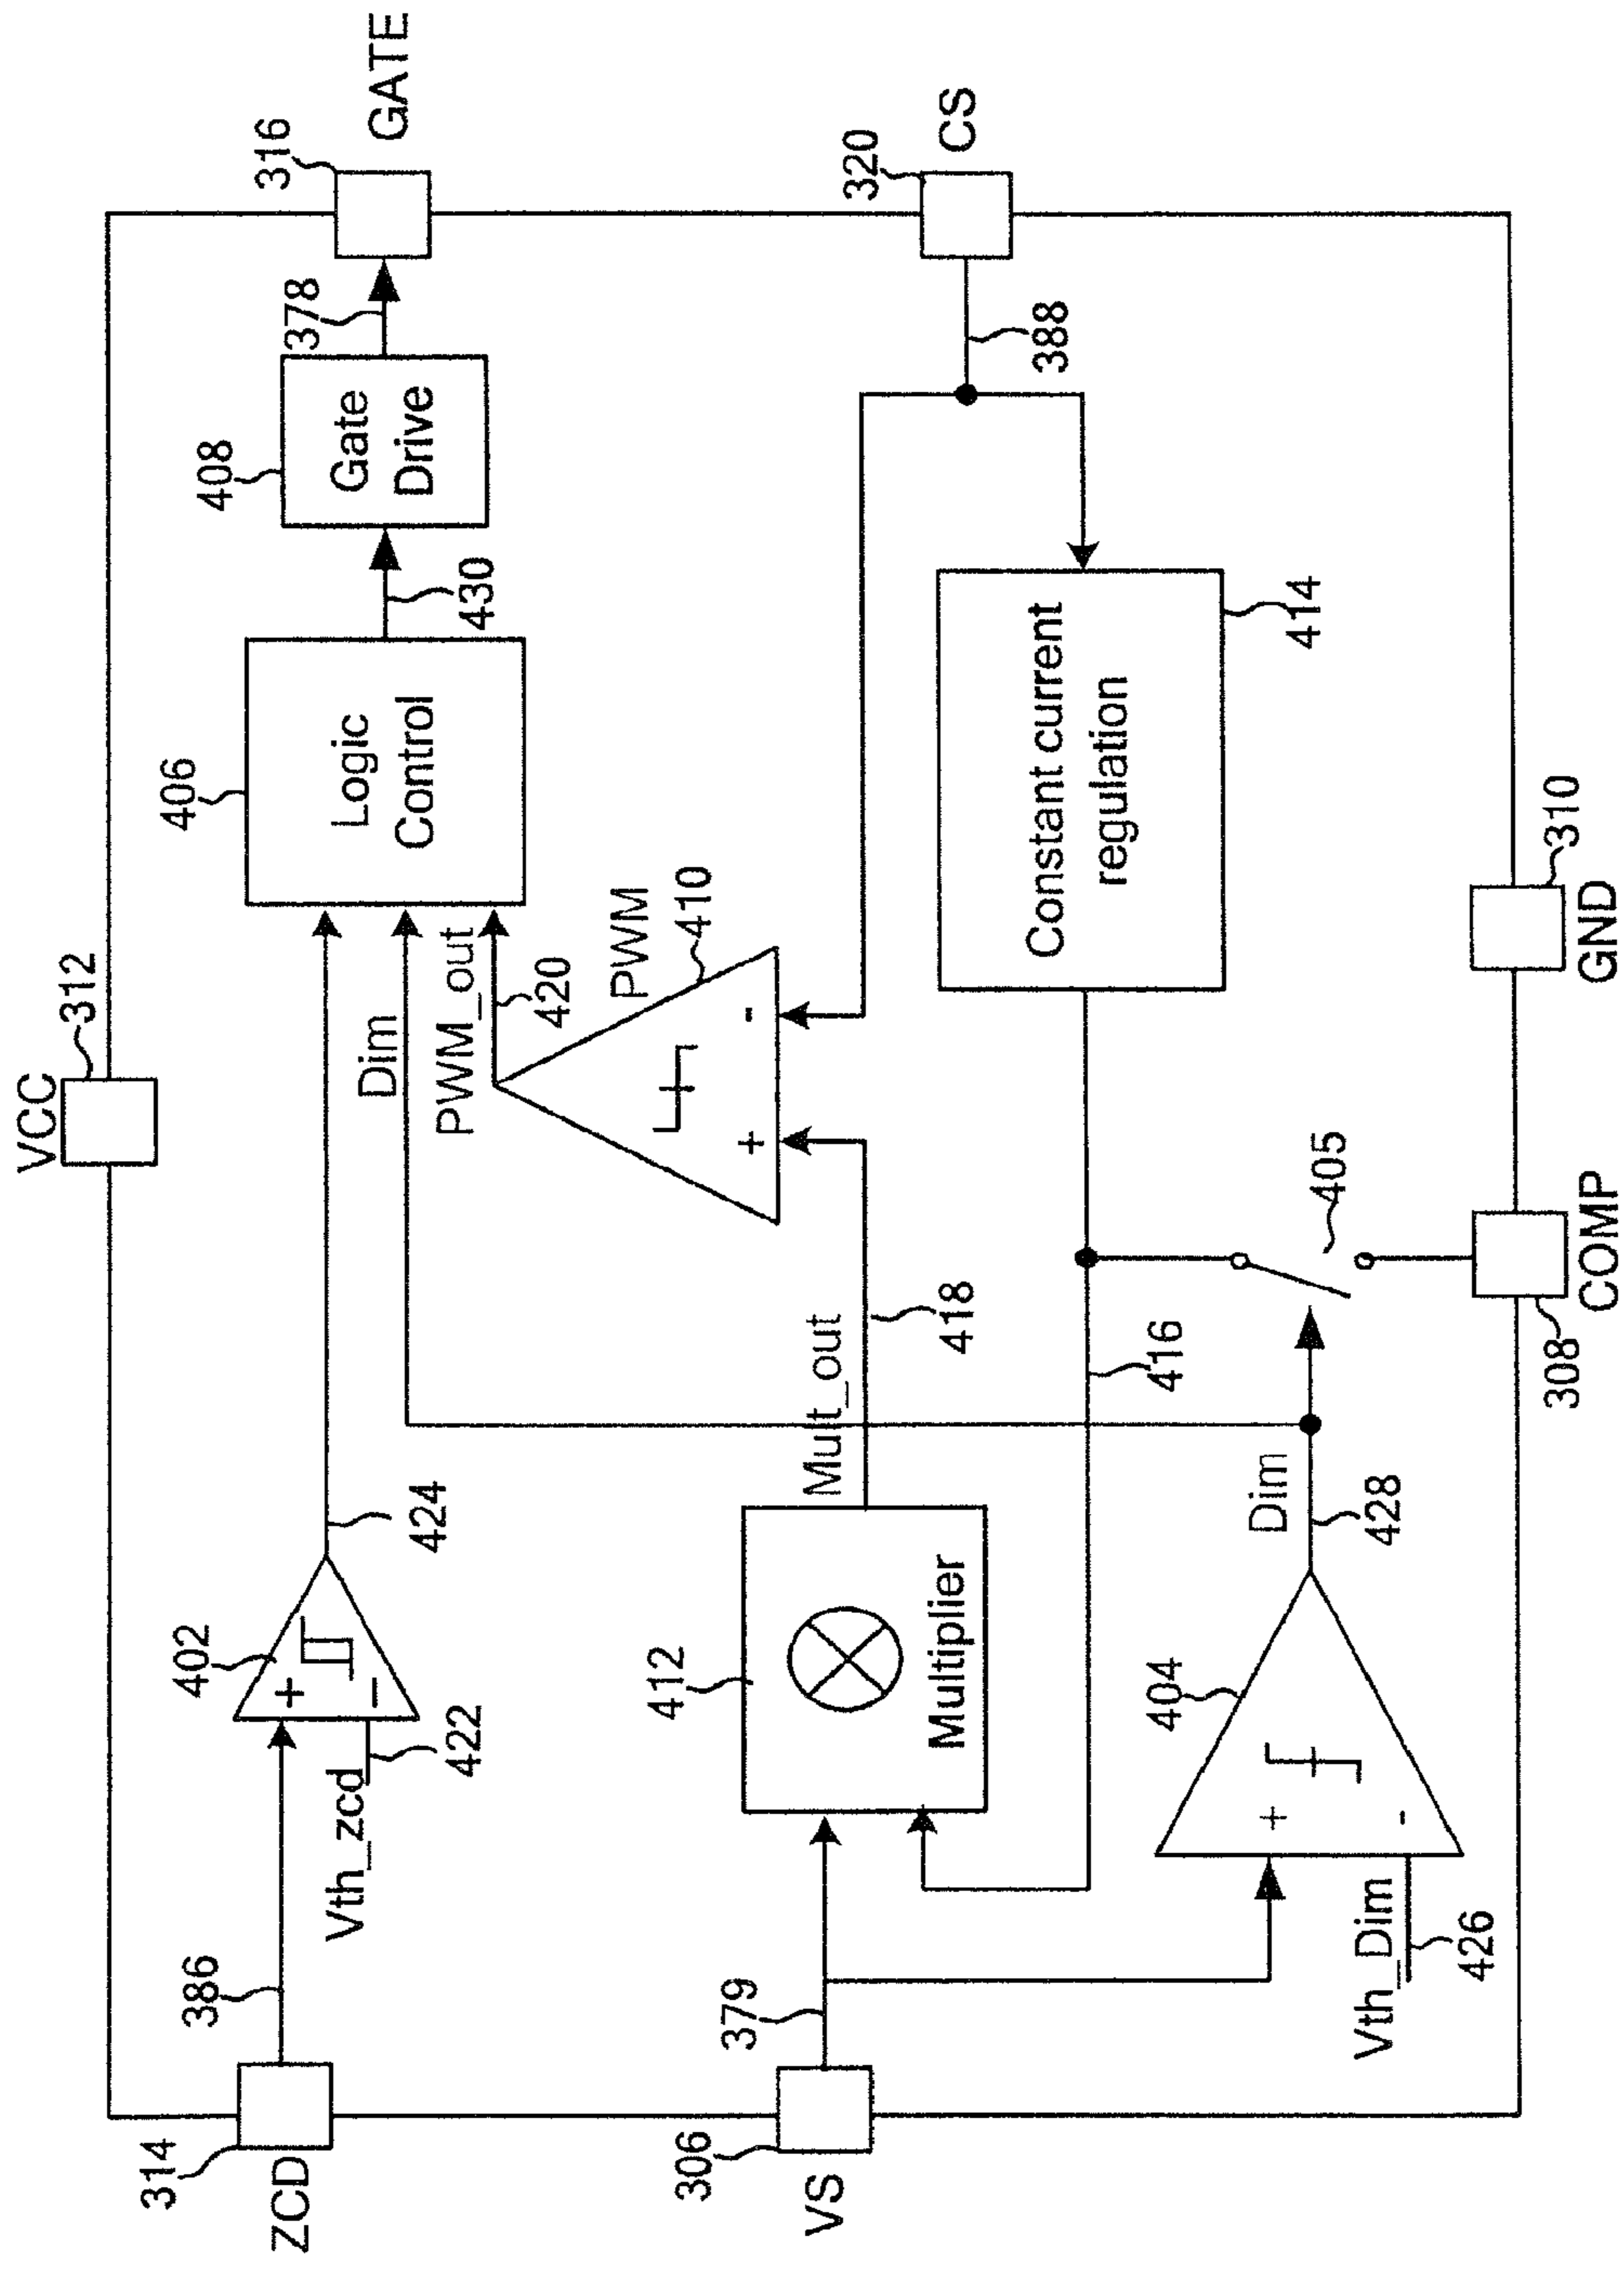 VCC
312
316
GATE
408
378
Gate
Drive
406
430
Logic
Control
402
424
Dim
PWM_out
420
PWM
410
+
-
386
+
-
Vth_zcd
422
314
ZCD
320
CS
388
Constant current
regulation
414
Mult_out
418
412
Multiplier
416
405
379
306
VS
404
+
-
Dim
428
Vth_Dim
426
308
COMP
310
GND